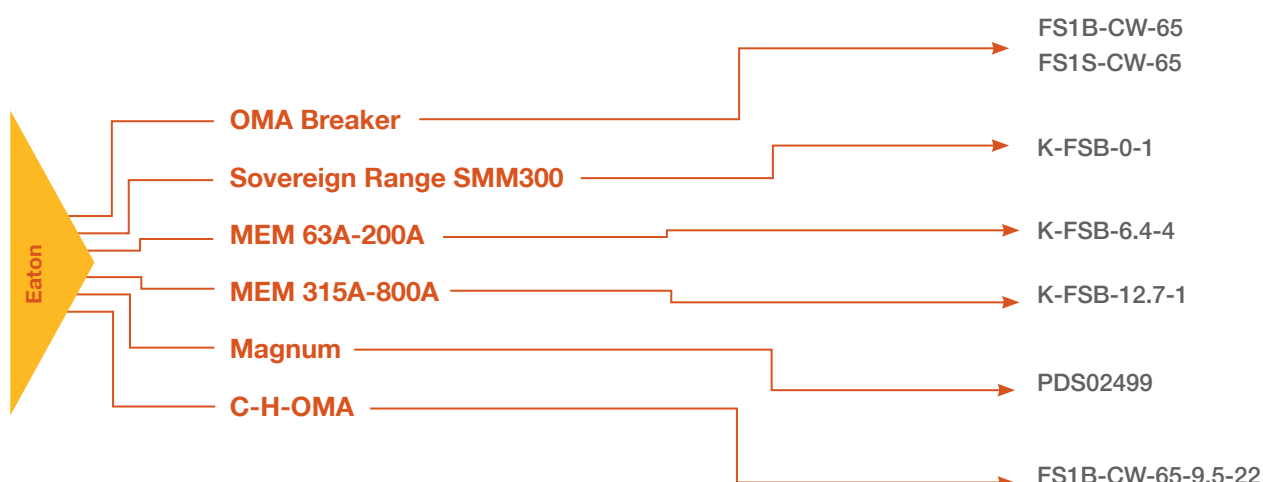 Eaton
OMA Breaker
FS1B-CW-65
FS1S-CW-65
Sovereign Range SMM300
K-FSB-0-1
MEM 63A-200A
K-FSB-6.4-4
MEM 315A-800A
K-FSB-12.7-1
Magnum
PDS02499
C-H-OMA
FS1B-CW-65-9.5-22